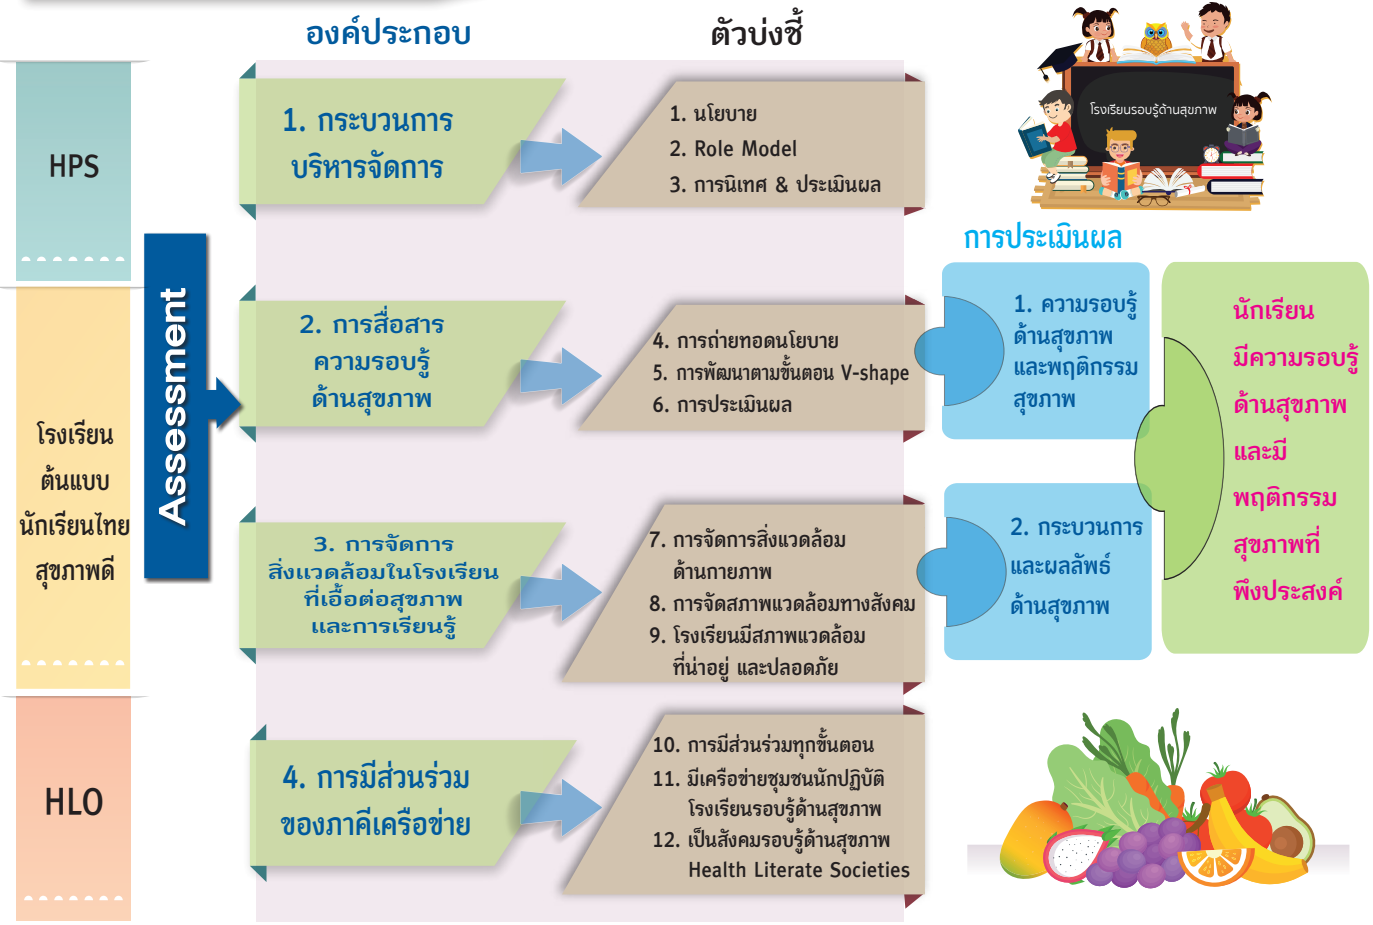 องค์ประกอบ
ตัวบ่งชี้
โรงเรียนรอบรู้ด้านสุขภาพ
HPS
โรงเรียน
ต้นแบบ
นักเรียนไทย
สุขภาพดี
HLO
Assessment
1. กระบวนการ
บริหารจัดการ
1. นโยบาย
2. Role Model
3. การนิเทศ & ประเมินผล
2. การสื่อสาร
ความรอบรู้
ด้านสุขภาพ
4. การถ่ายทอดนโยบาย
5. การพัฒนาตามขั้นตอน V-shape
6. การประเมินผล
3. การจัดการ
สิ่งแวดล้อมในโรงเรียน
ที่เอื้อต่อสุขภาพ
และการเรียนรู้
7. การจัดการสิ่งแวดล้อม
ด้านกายภาพ
8. การจัดสภาพแวดล้อมทางสังคม
9. โรงเรียนมีสภาพแวดล้อม
ที่น่าอยู่ และปลอดภัย
4. การมีส่วนร่วม
ของภาคีเครือข่าย
10. การมีส่วนร่วมทุกขั้นตอน
11. มีเครือข่ายชุมชนนักปฏิบัติ
โรงเรียนรอบรู้ด้านสุขภาพ
12. เป็นสังคมรอบรู้ด้านสุขภาพ
Health Literate Societies
การประเมินผล
1. ความรอบรู้
ด้านสุขภาพ
และพฤติกรรม
สุขภาพ
2. กระบวนการ
และผลลัพธ์
ด้านสุขภาพ
นักเรียน
มีความรอบรู้
ด้านสุขภาพ
และมี
พฤติกรรม
สุขภาพที่
พึงประสงค์